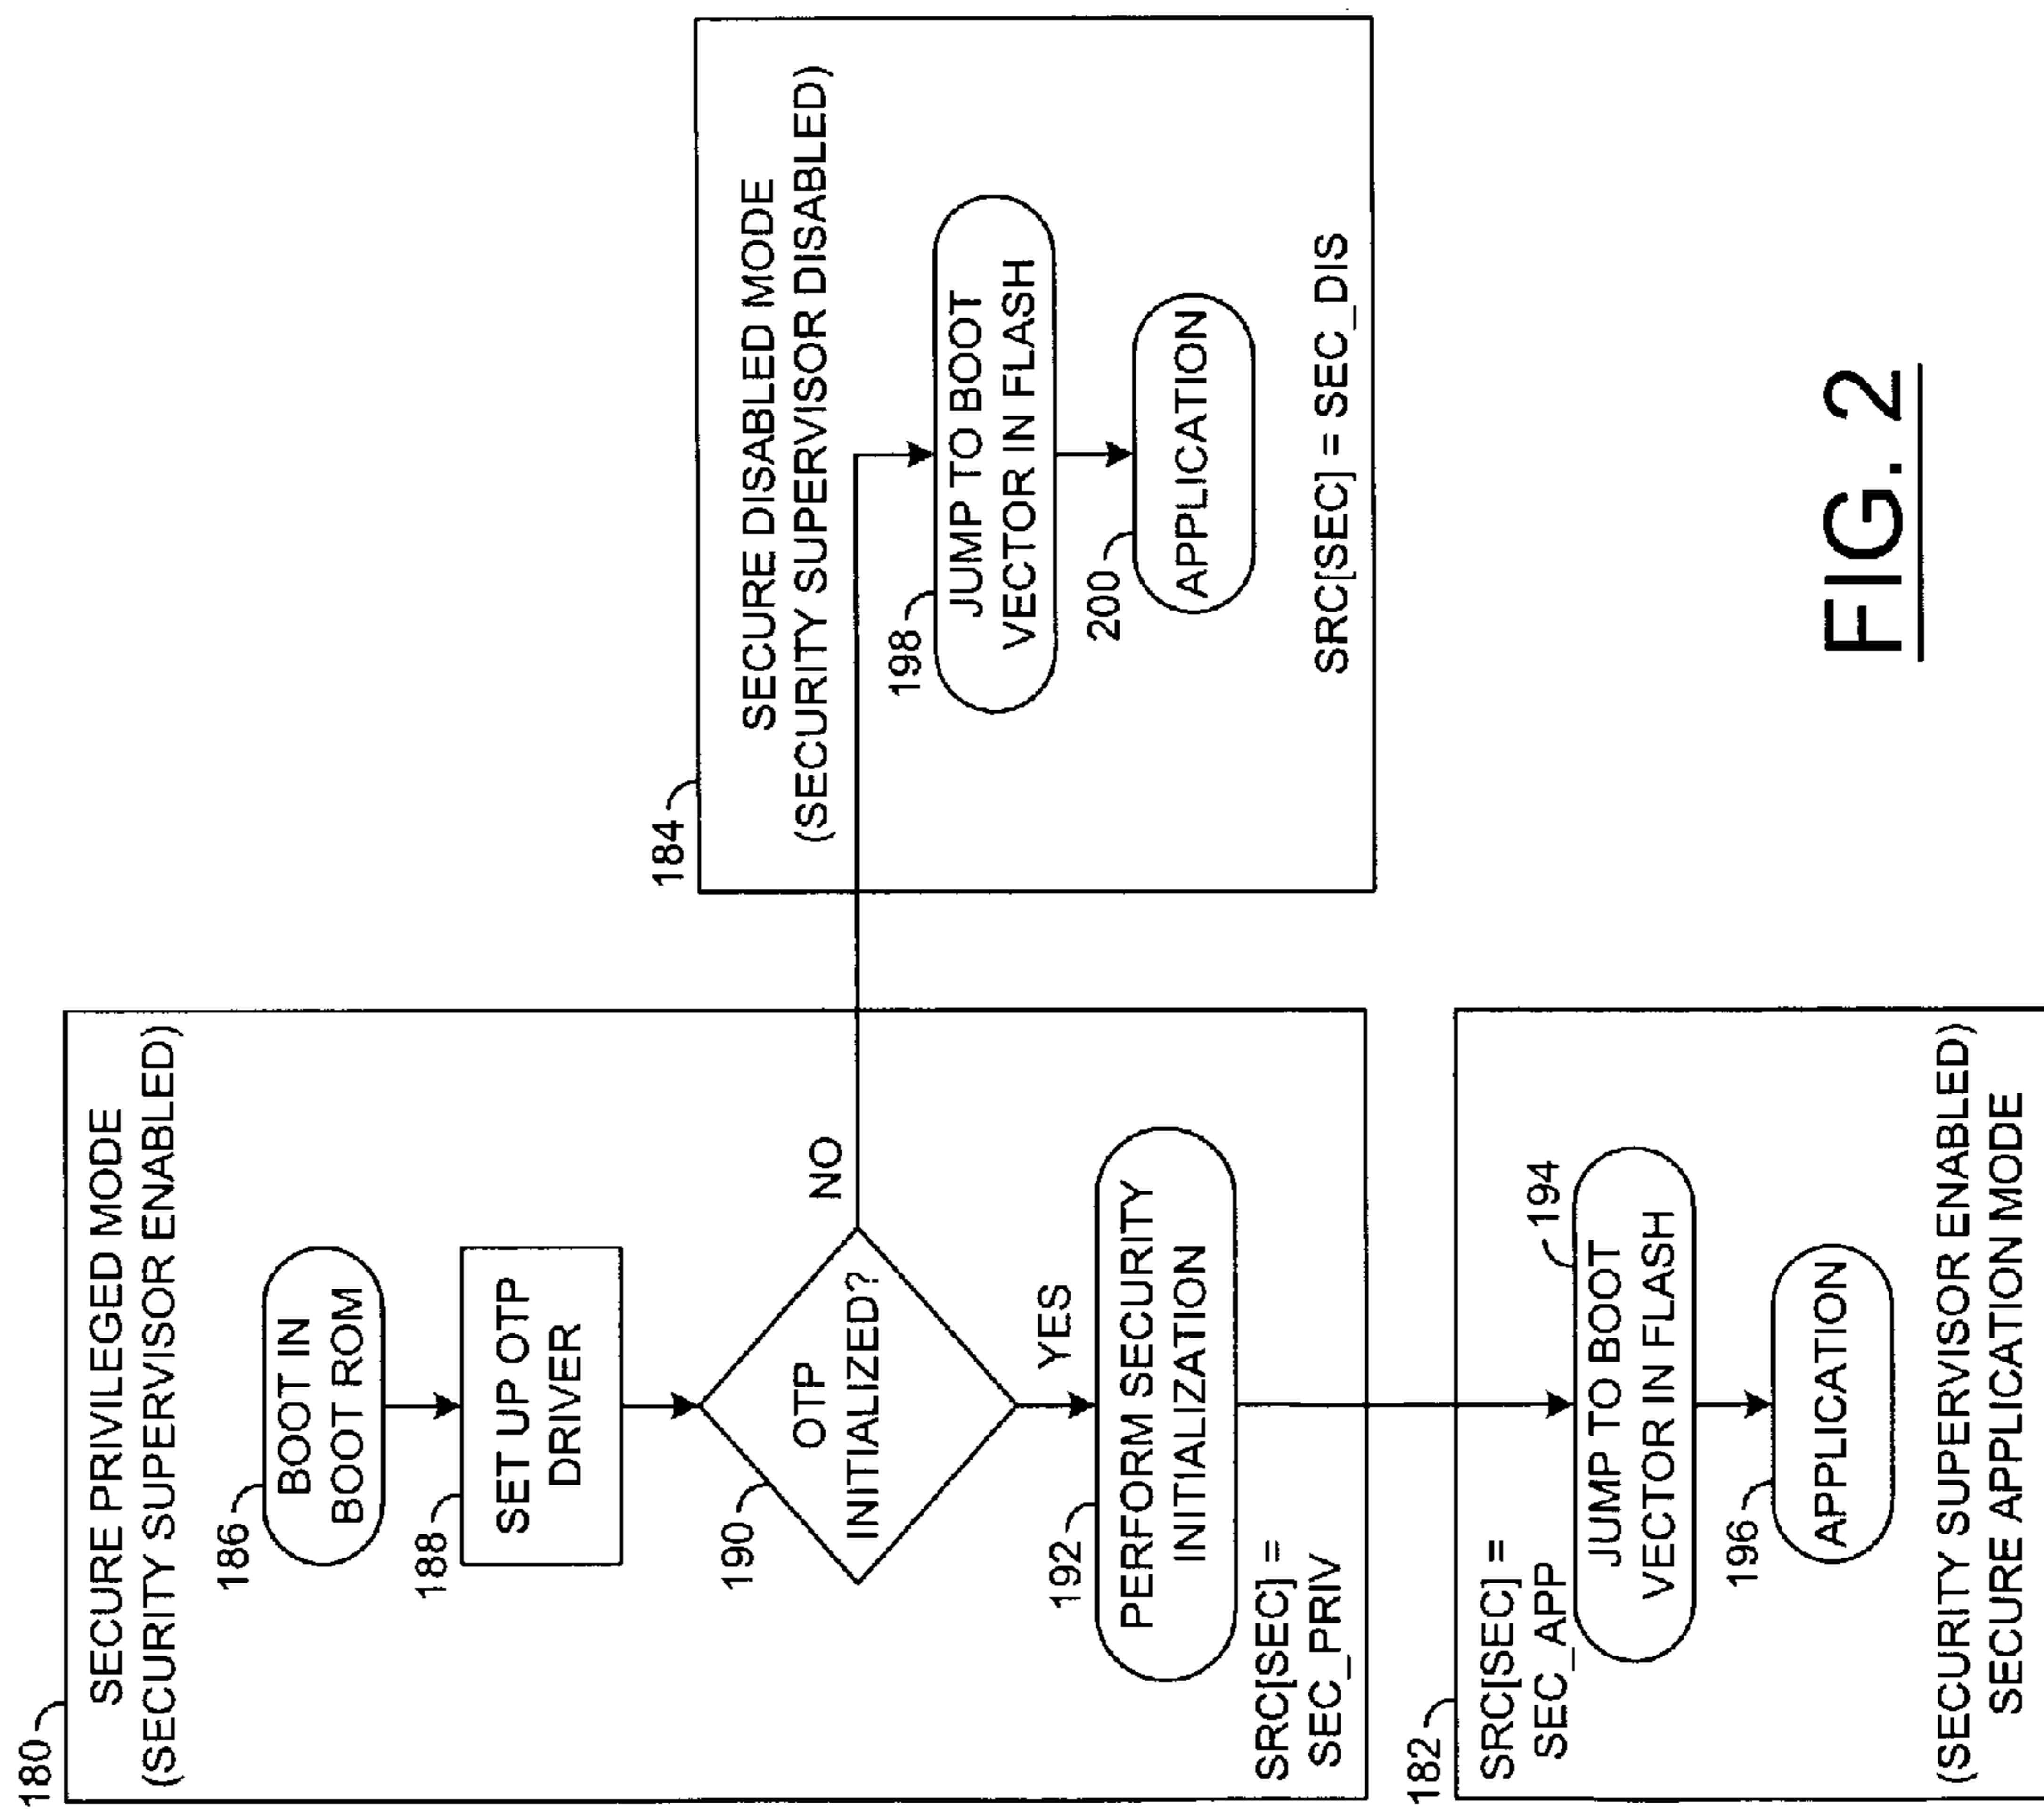 180
SECURE PRIVILEGED MODE
(SECURITY SUPERVISOR ENABLED)
186
BOOT IN
BOOT ROM
188
SET UP OTP
DRIVER
190
OTP
INITIALIZED?
NO
YES
192
PERFORM SECURITY
INITIALIZATION
SRC[SEC] =
SEC_PRIV
182
SRC[SEC] =
SEC_APP
194
JUMP TO BOOT
VECTOR IN FLASH
196
APPLICATION
(SECURITY SUPERVISOR ENABLED)
SECURE APPLICATION MODE
184
SECURE DISABLED MODE
(SECURITY SUPERVISOR DISABLED)
198
JUMP TO BOOT
VECTOR IN FLASH
200
APPLICATION
SRC[SEC] = SEC_DIS
FIG. 2